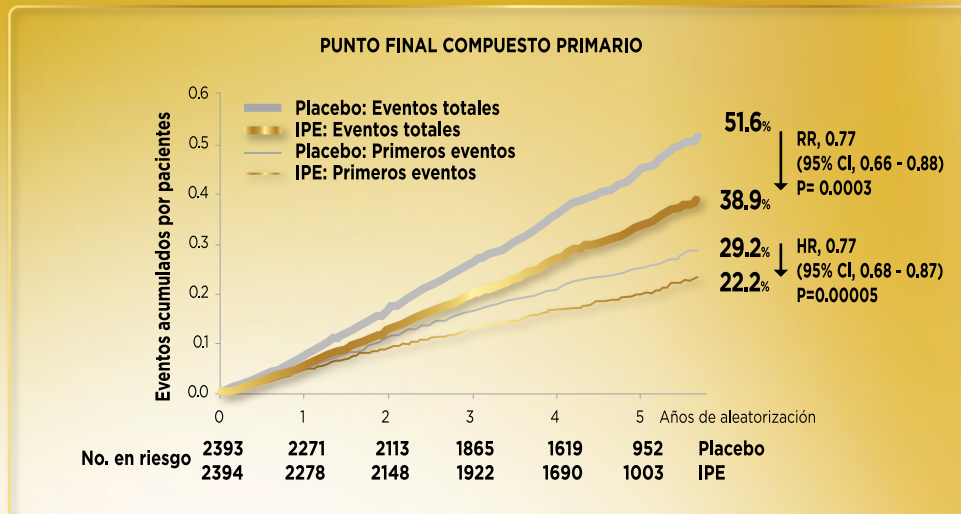 PUNTO FINAL COMPUESTO PRIMARIO
Eventos acumulados por pacientes
0.6
0.5
0.4
0.3
0.2
0.1
0.0
Placebo: Eventos totales
IPE: Eventos totales
Placebo: Primeros eventos
IPE: Primeros eventos
51.6%
RR, 0.77
(95% CI, 0.66 - 0.88)
P= 0.0003
38.9%
29.2%
HR, 0.77
(95% CI, 0.68 - 0.87)
P=0.00005
22.2%
0 1 2 3 4 5 Años de aleatorización
No. en riesgo
2393 2271 2113 1865 1619 952 Placebo
2394 2278 2148 1922 1690 1003 IPE